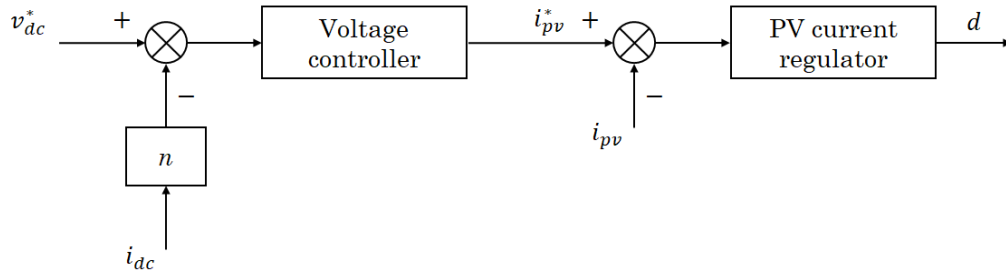 v*dc
+
−
n
idc
Voltage
controller
i*pv
+
−
ipv
PV current
regulator
d